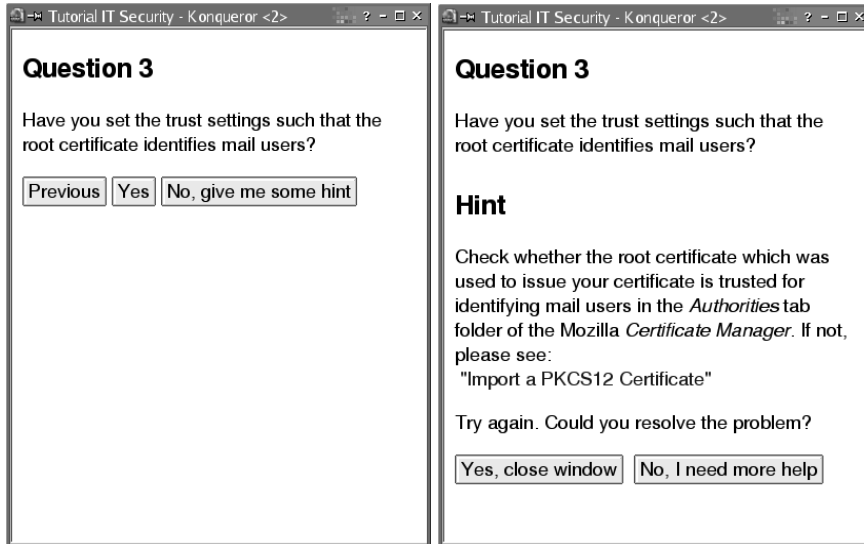 Tutorial IT Security - Konqueror <2>
Question 3
Have you set the trust settings such that the
root certificate identifies mail users?
Previous Yes No, give me some hint
Tutorial IT Security - Konqueror <2>
Question 3
Have you set the trust settings such that the
root certificate identifies mail users?
Hint
Check whether the root certificate which was
used to issue your certificate is trusted for
identifying mail users in the Authorities tab
folder of the Mozilla Certificate Manager. If not,
please see:
"Import a PKCS12 Certificate"
Try again. Could you resolve the problem?
Yes, close window No, I need more help